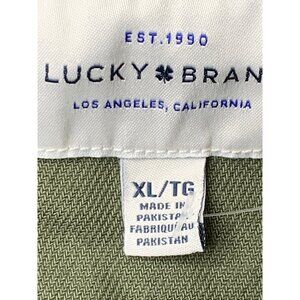 EST.1990
LUCKY ☘ BRAN
LOS ANGELES, CALIFORNIA
XL/TG
MADE IN
PAKISTAN
FABRIQUÉ AU
PAKISTAN